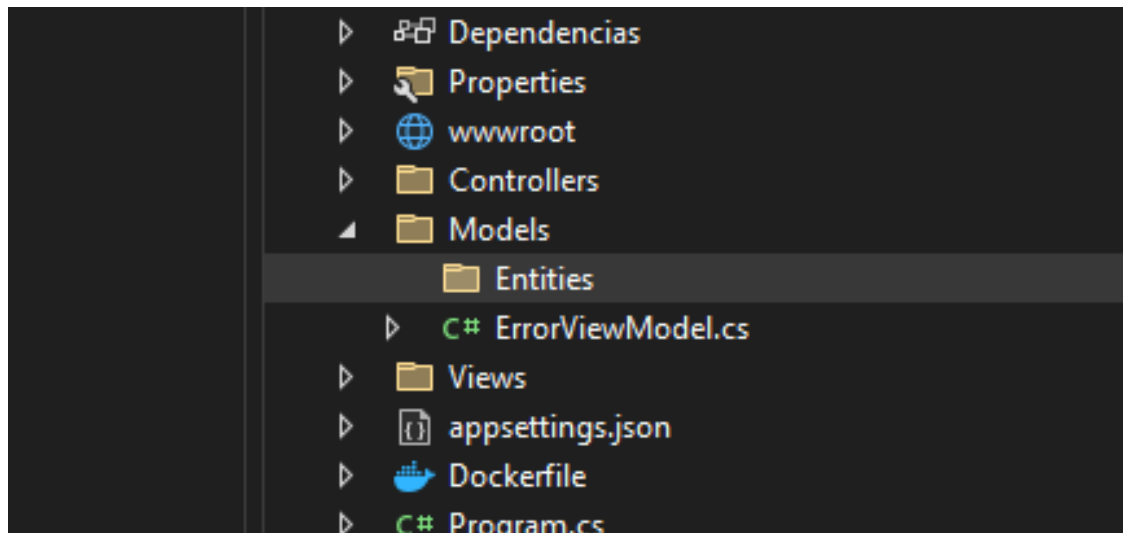 Dependencias
Properties
wwwroot
Controllers
Models
Entities
C# ErrorViewModel.cs
Views
appsettings.json
Dockerfile
C# Program.cs